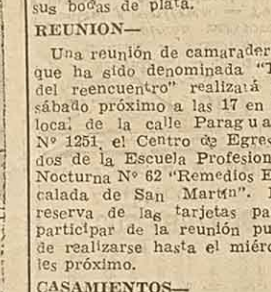 sus bodas de plata.
REUNION—
Una reunión de camarader
que ha sido denominada "T
del reencuentro" realizará
sábado próximo a las 17 en
local de la calle Paragua
Nº 1251, el Centro de Egre
dos de la Escuela Profesion
Nocturna Nº 62 "Remedios E
calada de San Martín".
reserva de las tarjetas pa
participar de la reunión pu
de realizarse hasta el miérc
les próximo.
CASAMIENTOS—